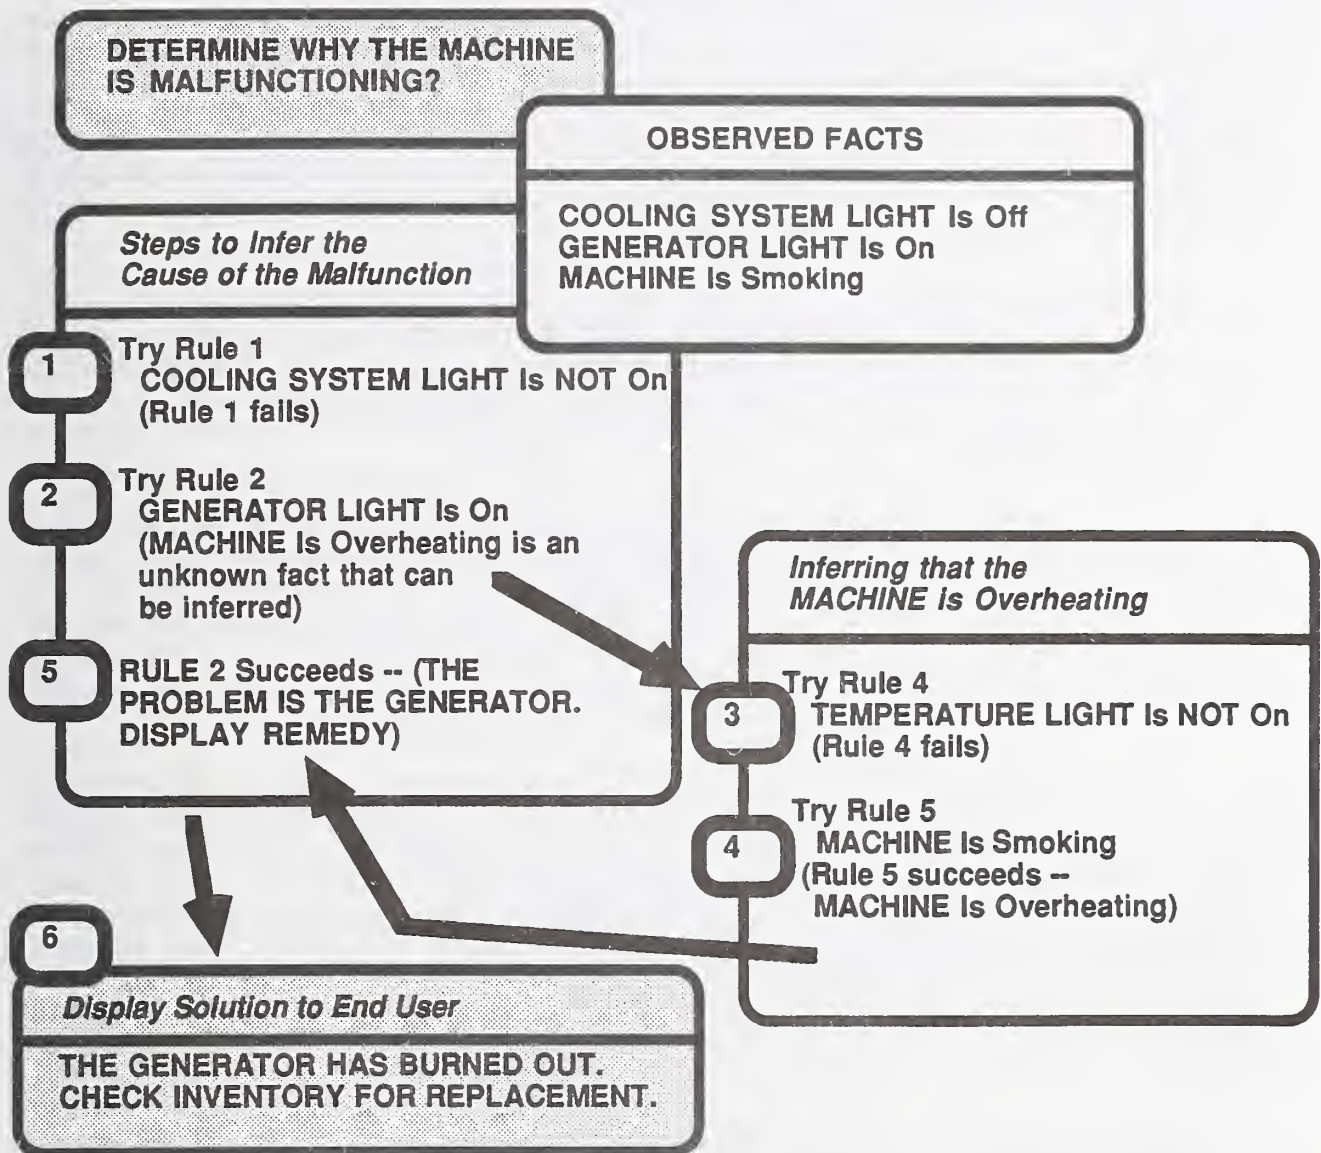 DETERMINE WHY THE MACHINE
IS MALFUNCTIONING?
OBSERVED FACTS
COOLING SYSTEM LIGHT Is Off
GENERATOR LIGHT Is On
MACHINE Is Smoking
Steps to Infer the
Cause of the Malfunction
1
Try Rule 1
COOLING SYSTEM LIGHT Is NOT On
(Rule 1 fails)
2
Try Rule 2
GENERATOR LIGHT Is On
(MACHINE Is Overheating is an
unknown fact that can
be inferred)
5
RULE 2 Succeeds -- (THE
PROBLEM IS THE GENERATOR.
DISPLAY REMEDY)
Inferring that the
MACHINE Is Overheating
3
Try Rule 4
TEMPERATURE LIGHT Is NOT On
(Rule 4 fails)
4
Try Rule 5
MACHINE Is Smoking
(Rule 5 succeeds --
MACHINE Is Overheating)
6
Display Solution to End User
THE GENERATOR HAS BURNED OUT.
CHECK INVENTORY FOR REPLACEMENT.